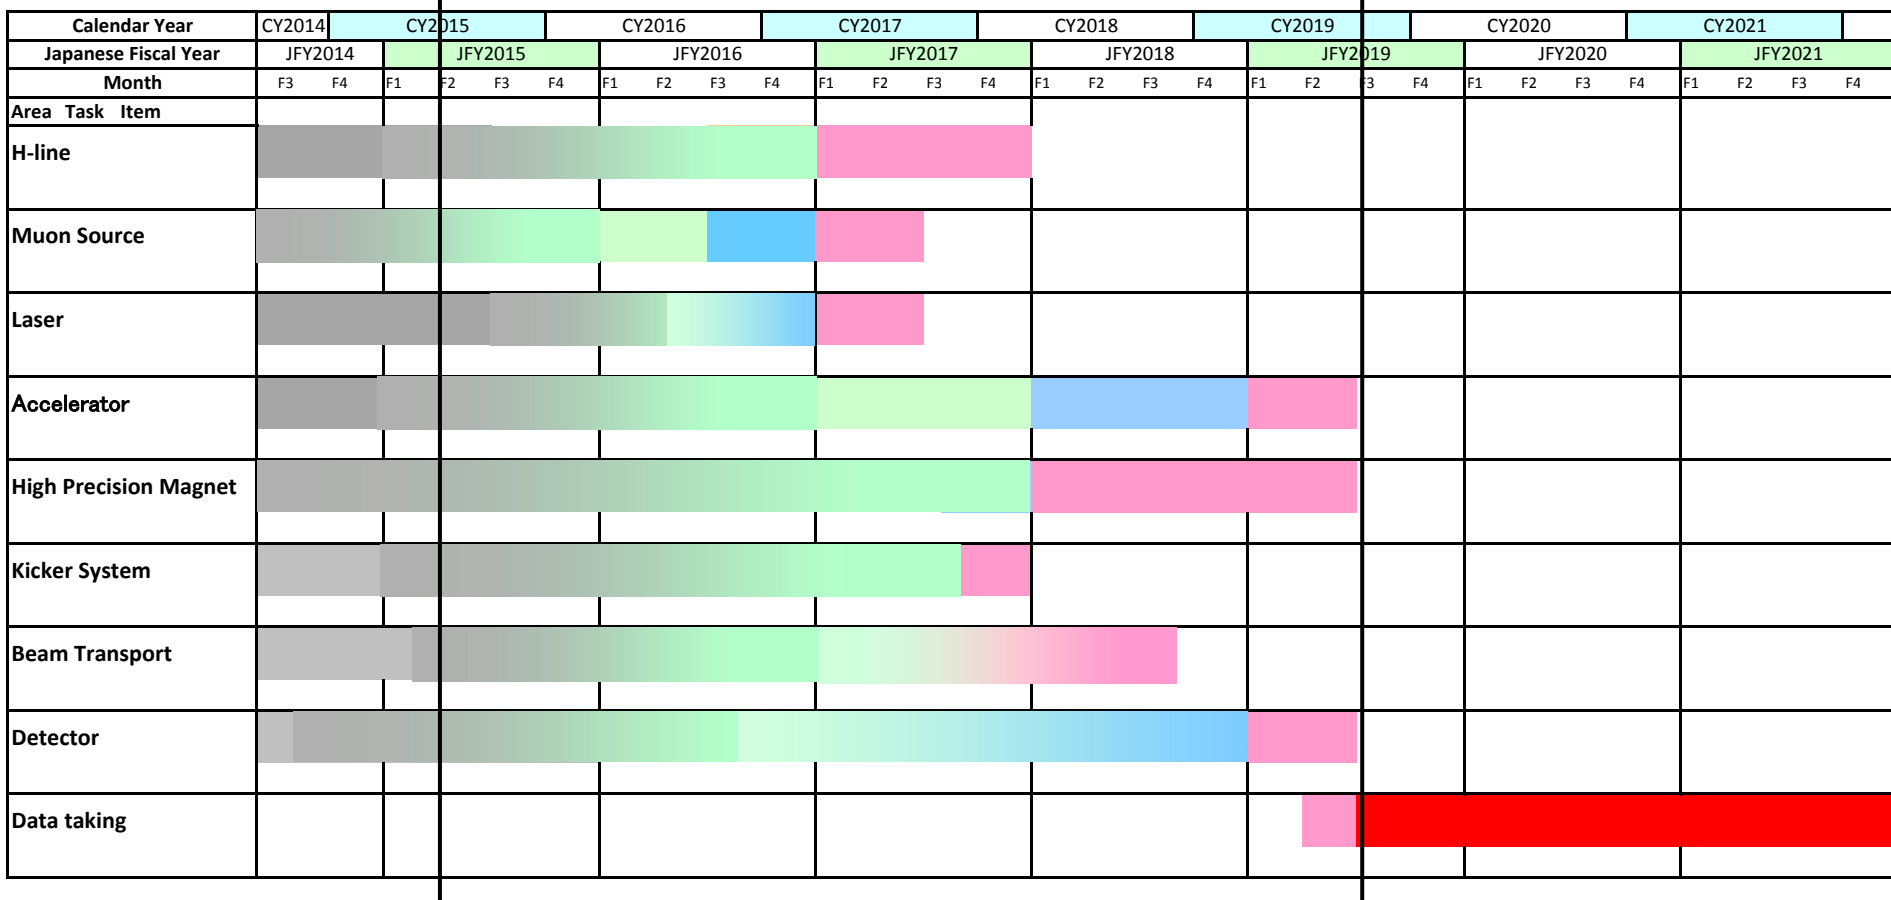 Calendar Year CY2014 CY2015 CY2016 CY2017 CY2018 CY2019 CY2020 CY2021
Japanese Fiscal Year JFY2014 JFY2015 JFY2016 JFY2017 JFY2018 JFY2019 JFY2020 JFY2021
Month F3 F4 F1 F2 F3 F4 F1 F2 F3 F4 F1 F2 F3 F4 F1 F2 F3 F4 F1 F2 F3 F4 F1 F2 F3 F4 F1 F2 F3 F4
Area Task Item
H-line
Muon Source
Laser
Accelerator
High Precision Magnet
Kicker System
Beam Transport
Detector
Data taking